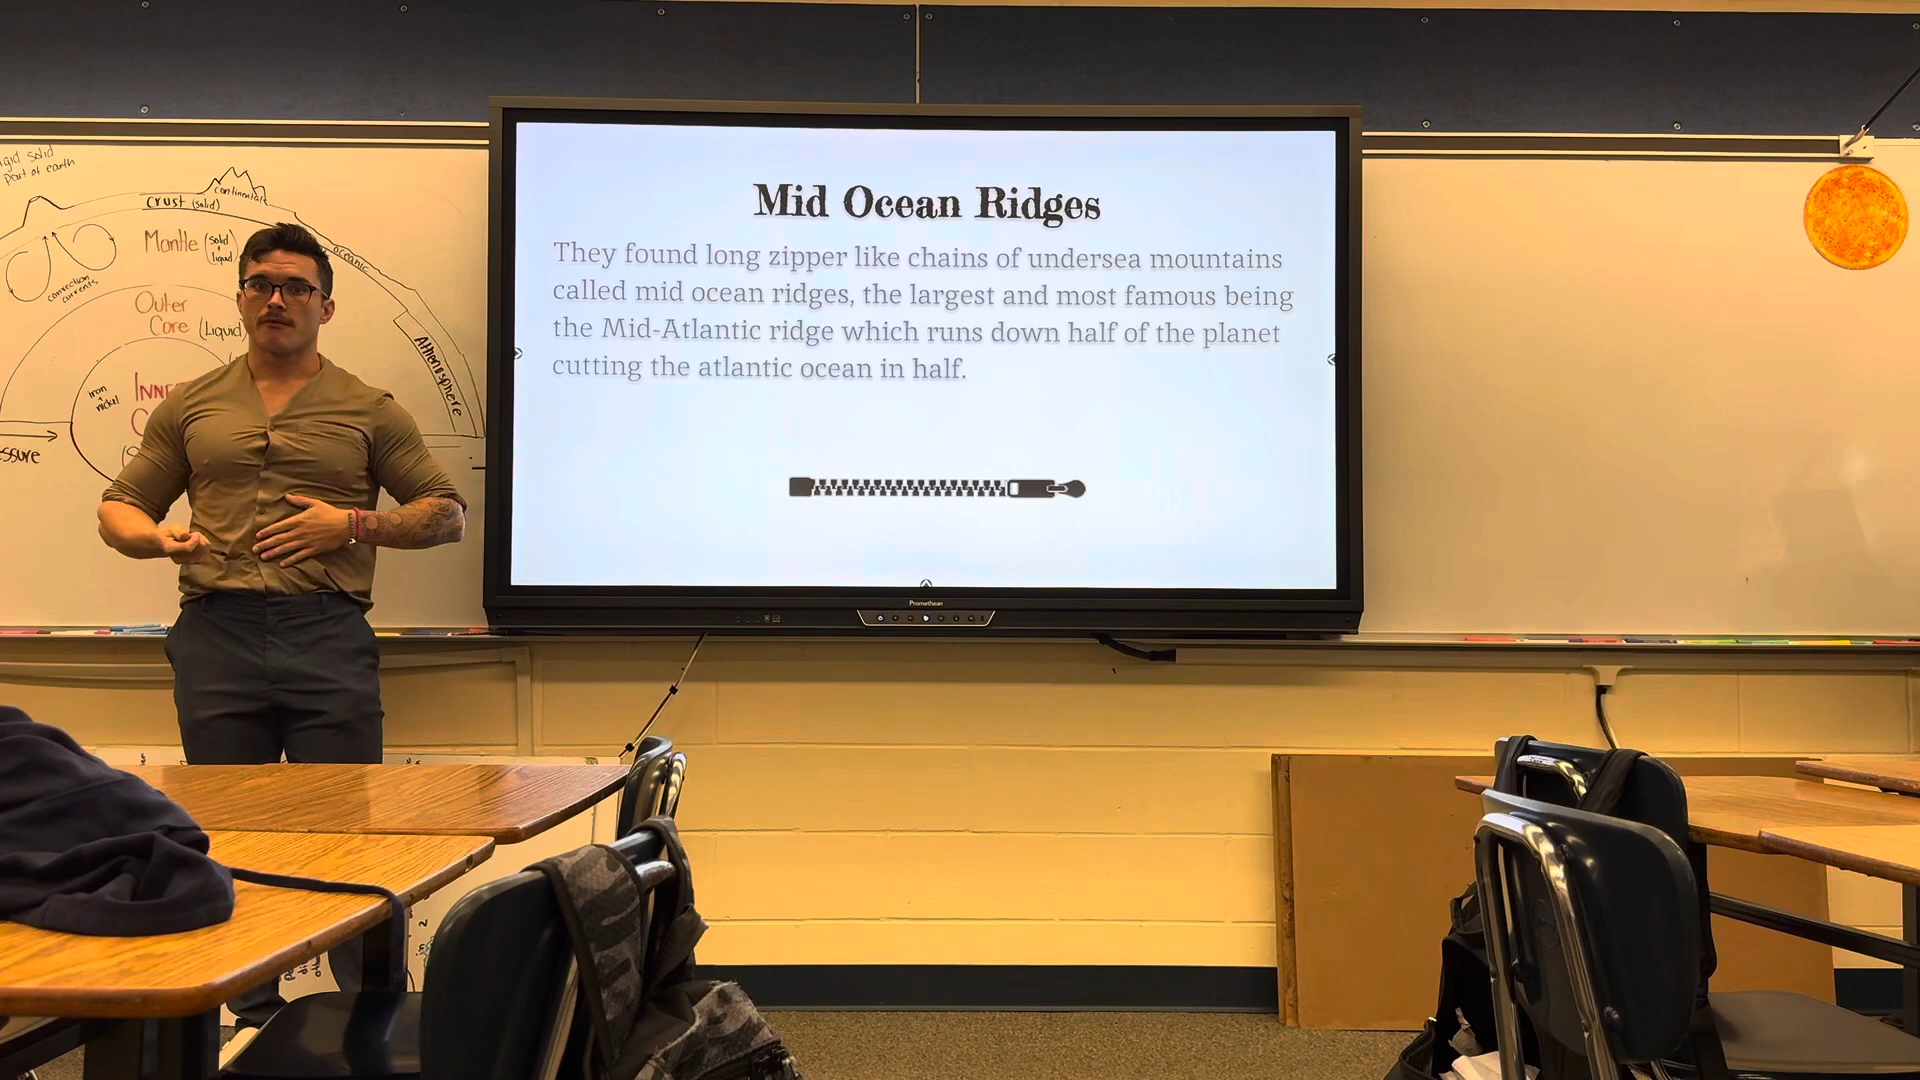 rigid solid
part of earth
continental
crust (solid)
oceanic
Mantle (solid + liquid)
convection
currents
Outer
Core (Liquid)
Athenosphere
iron
+
nickel
Mid Ocean Ridges
They found long zipper like chains of undersea mountains
called mid ocean ridges, the largest and most famous being
the Mid-Atlantic ridge which runs down half of the planet
cutting the atlantic ocean in half.
Promethean